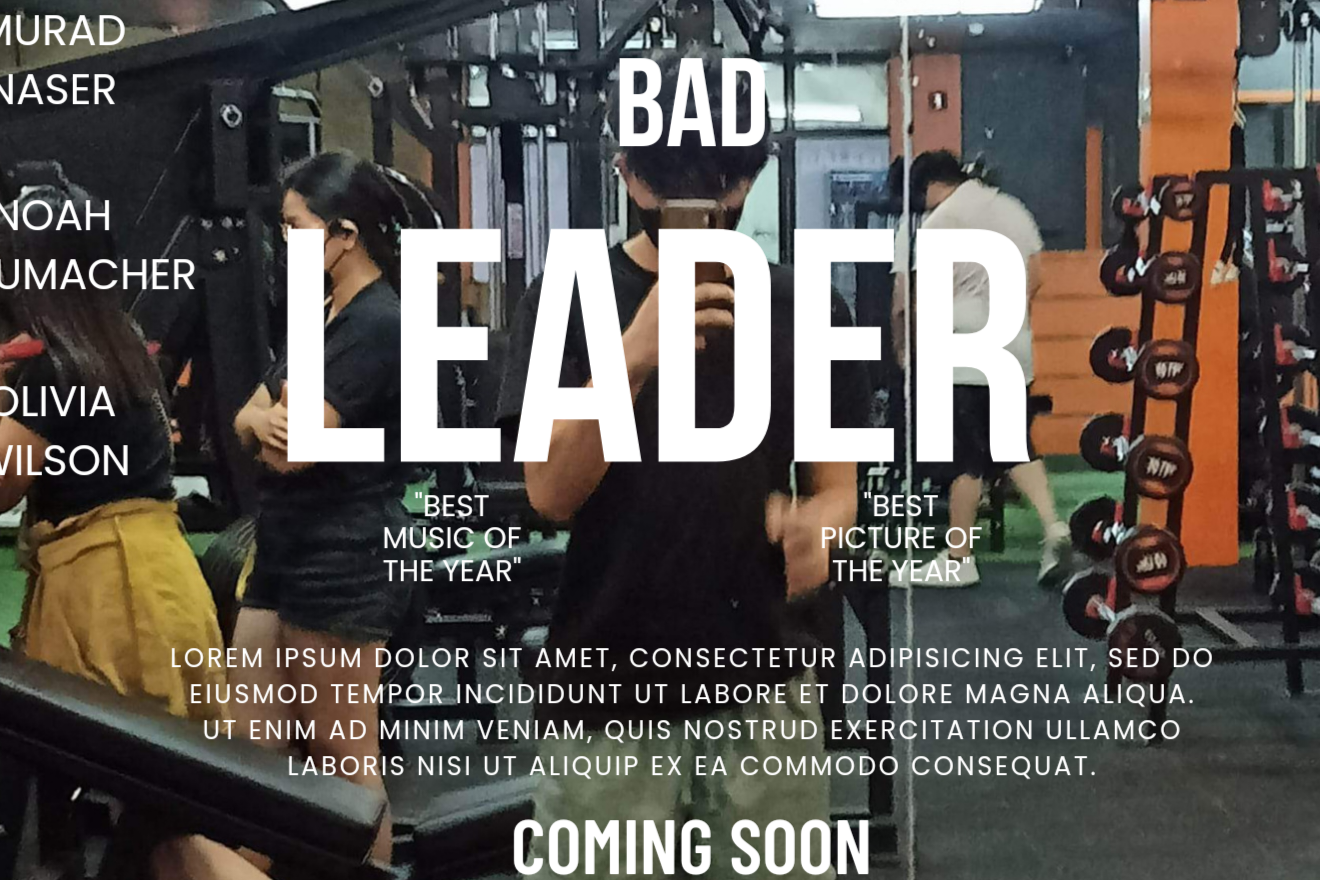 MURAD
NASER
NOAH
UMACHER
OLIVIA
WILSON
BAD
LEADER
"BEST
MUSIC OF
THE YEAR"
"BEST
PICTURE OF
THE YEAR"
LOREM IPSUM DOLOR SIT AMET, CONSECTETUR ADIPISICING ELIT, SED DO
EIUSMOD TEMPOR INCIDIDUNT UT LABORE ET DOLORE MAGNA ALIQUA.
UT ENIM AD MINIM VENIAM, QUIS NOSTRUD EXERCITATION ULLAMCO
LABORIS NISI UT ALIQUIP EX EA COMMODO CONSEQUAT.
COMING SOON